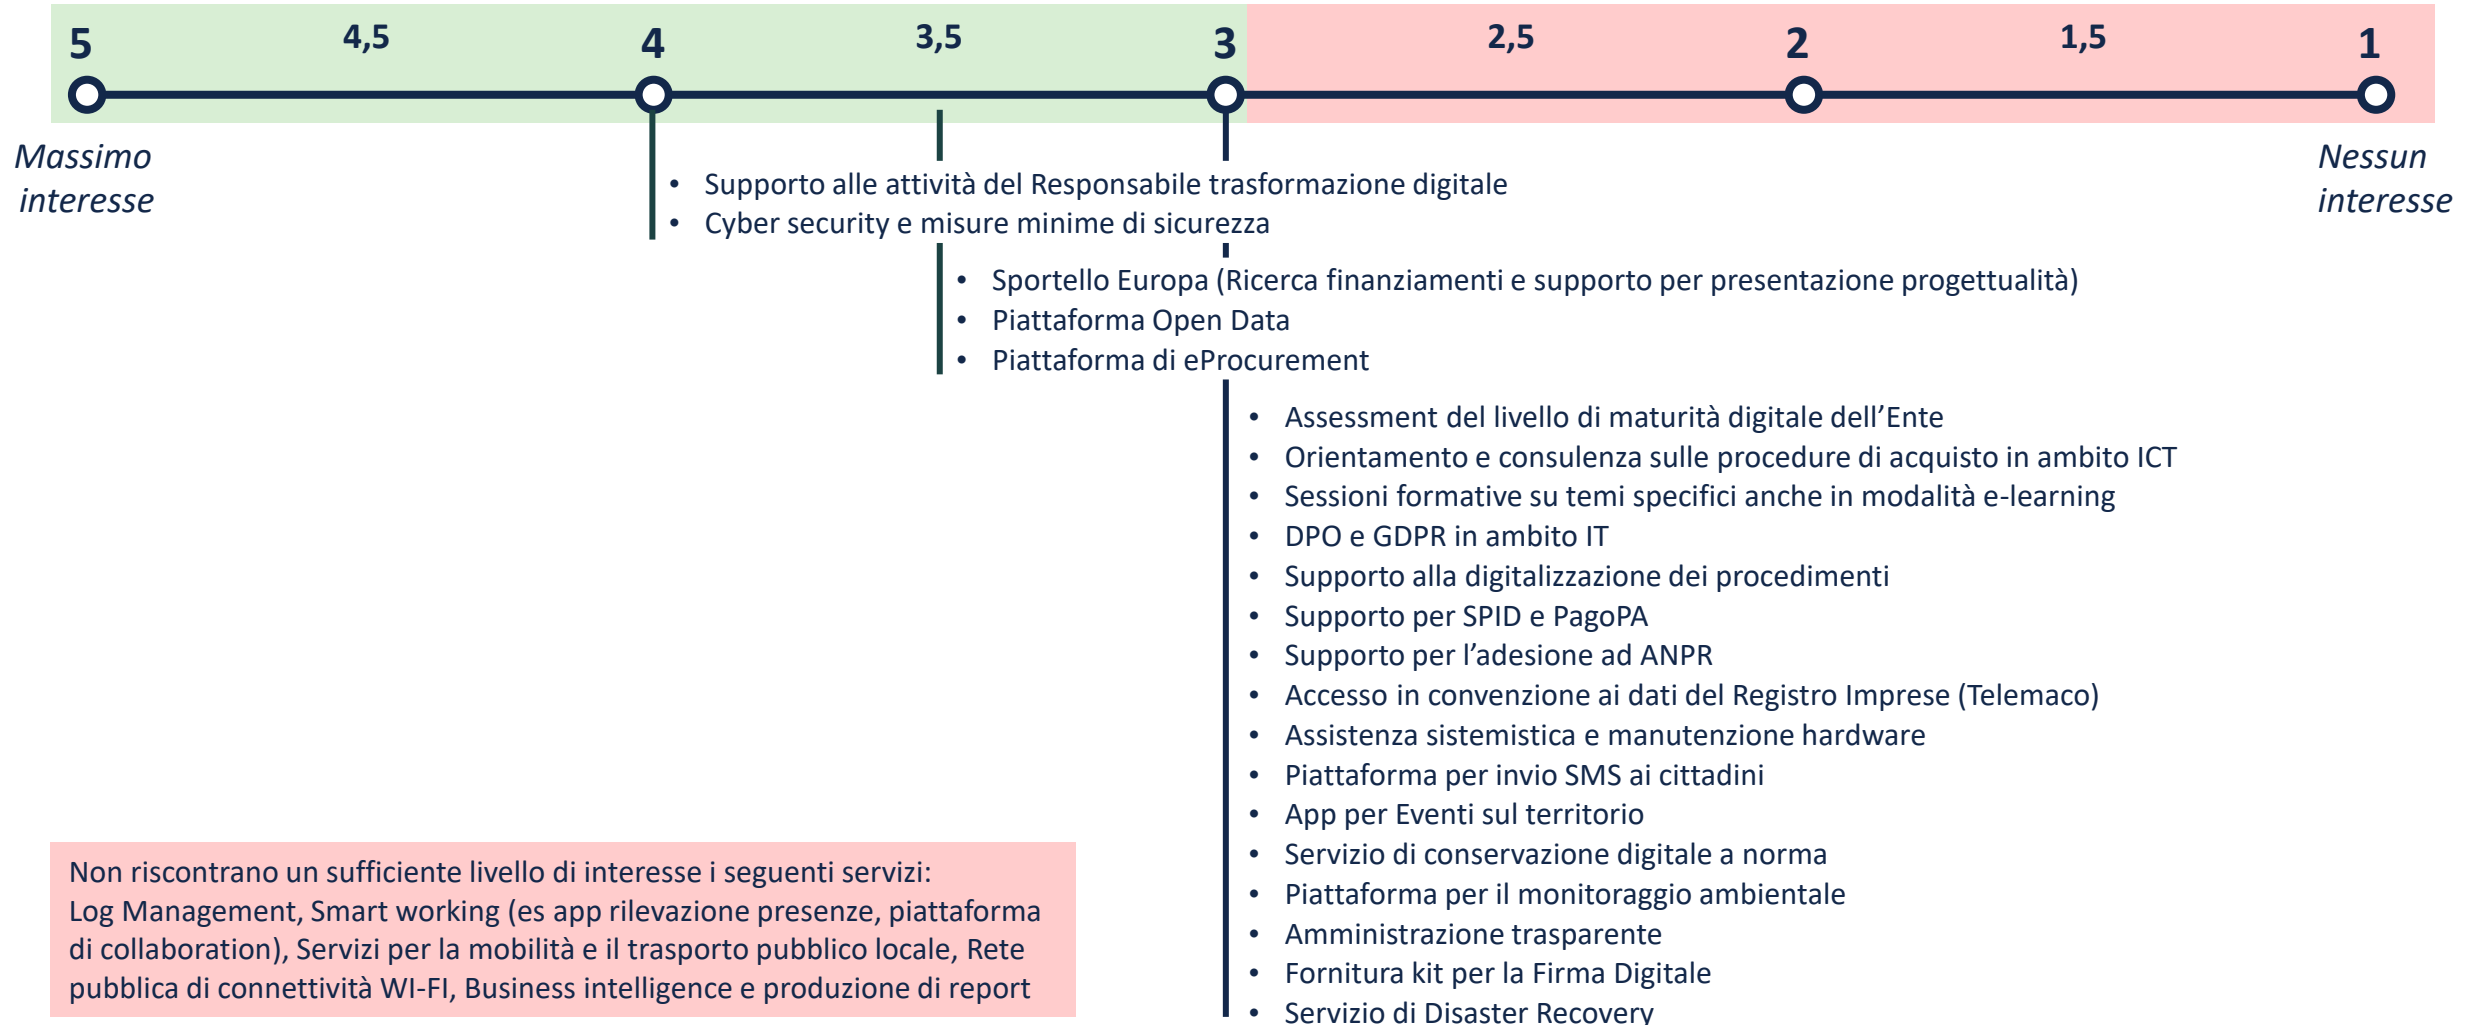 5 4,5 4 3,5 3 2,5 2 1,5 1
Massimo
interesse
Nessun
interesse
• Supporto alle attività del Responsabile trasformazione digitale
• Cyber security e misure minime di sicurezza
• Sportello Europa (Ricerca finanziamenti e supporto per presentazione progettualità)
• Piattaforma Open Data
• Piattaforma di eProcurement
• Assessment del livello di maturità digitale dell’Ente
• Orientamento e consulenza sulle procedure di acquisto in ambito ICT
• Sessioni formative su temi specifici anche in modalità e-learning
• DPO e GDPR in ambito IT
• Supporto alla digitalizzazione dei procedimenti
• Supporto per SPID e PagoPA
• Supporto per l’adesione ad ANPR
• Accesso in convenzione ai dati del Registro Imprese (Telemaco)
• Assistenza sistemistica e manutenzione hardware
• Piattaforma per invio SMS ai cittadini
• App per Eventi sul territorio
• Servizio di conservazione digitale a norma
• Piattaforma per il monitoraggio ambientale
• Amministrazione trasparente
• Fornitura kit per la Firma Digitale
• Servizio di Disaster Recovery
Non riscontrano un sufficiente livello di interesse i seguenti servizi:
Log Management, Smart working (es app rilevazione presenze, piattaforma
di collaboration), Servizi per la mobilità e il trasporto pubblico locale, Rete
pubblica di connettività WI-FI, Business intelligence e produzione di report